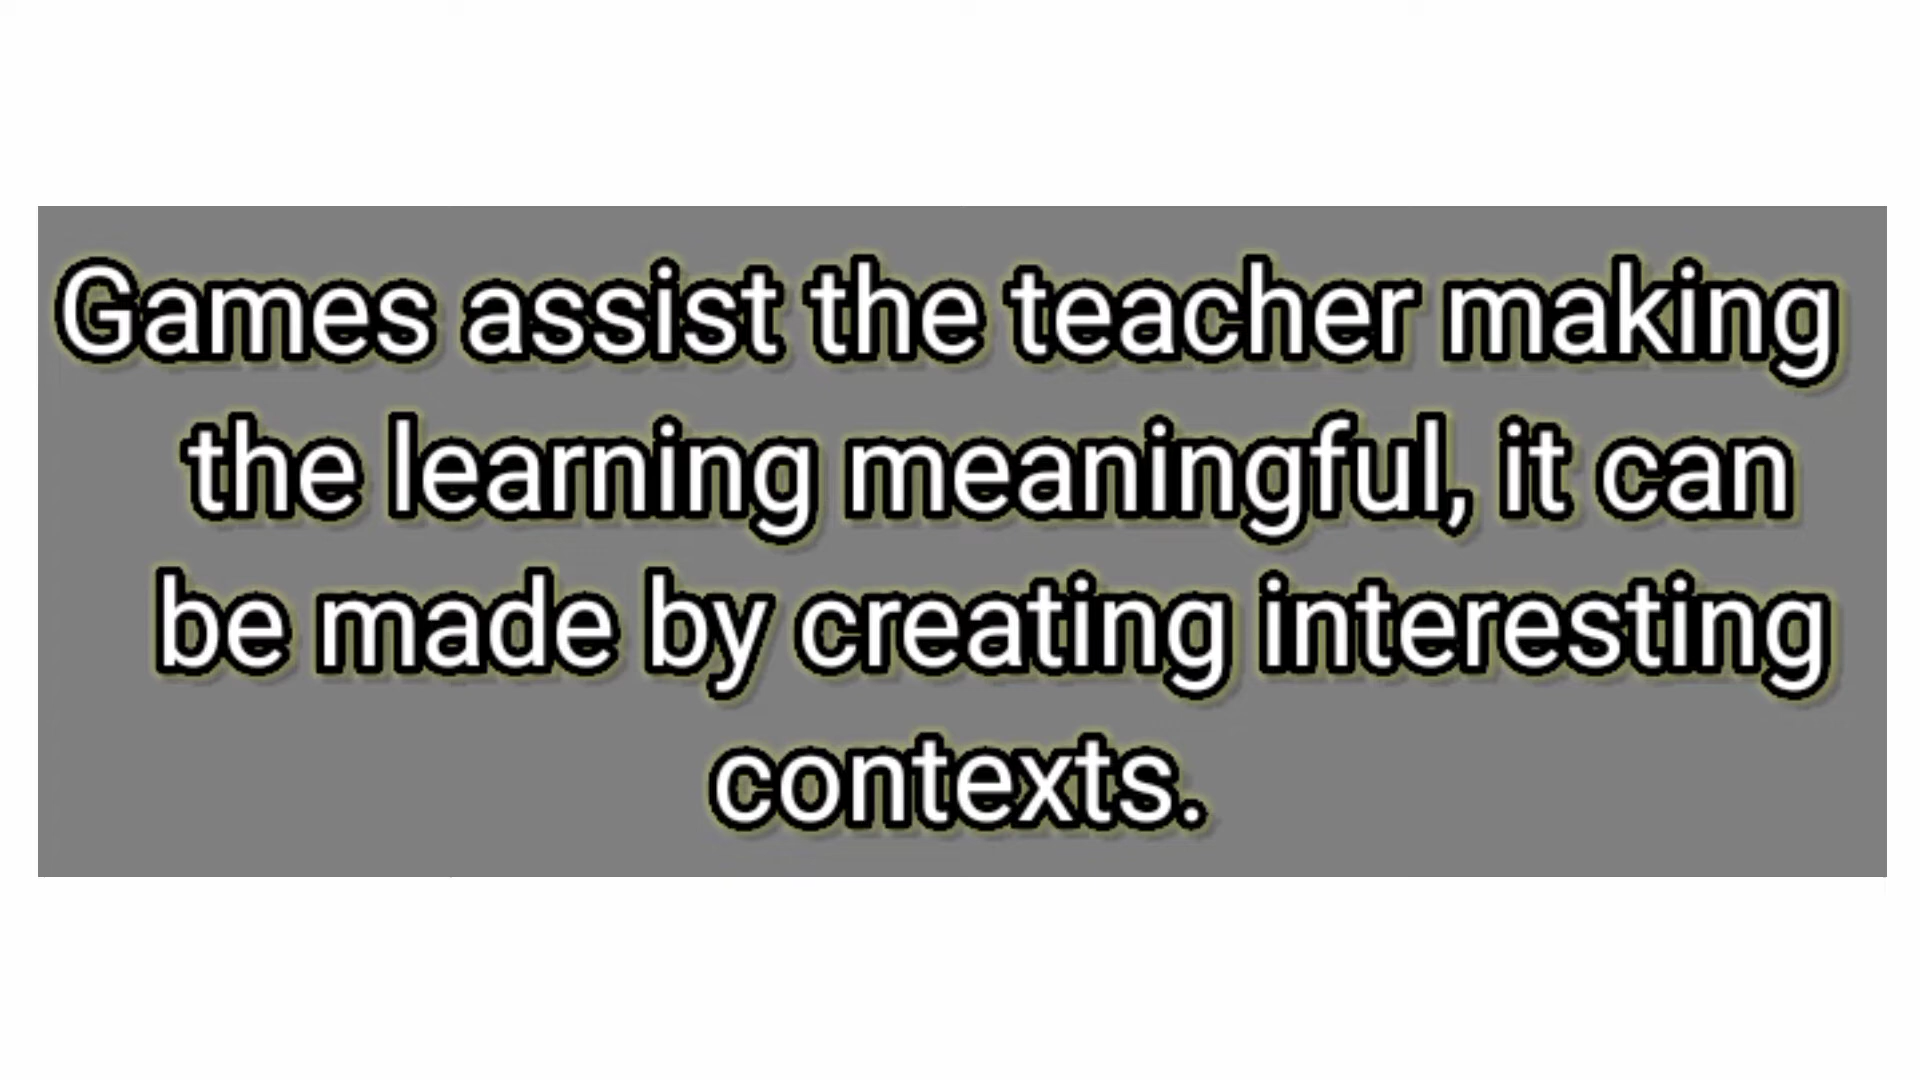 Games assist the teacher making
the learning meaningful, it can
be made by creating interesting
contexts.